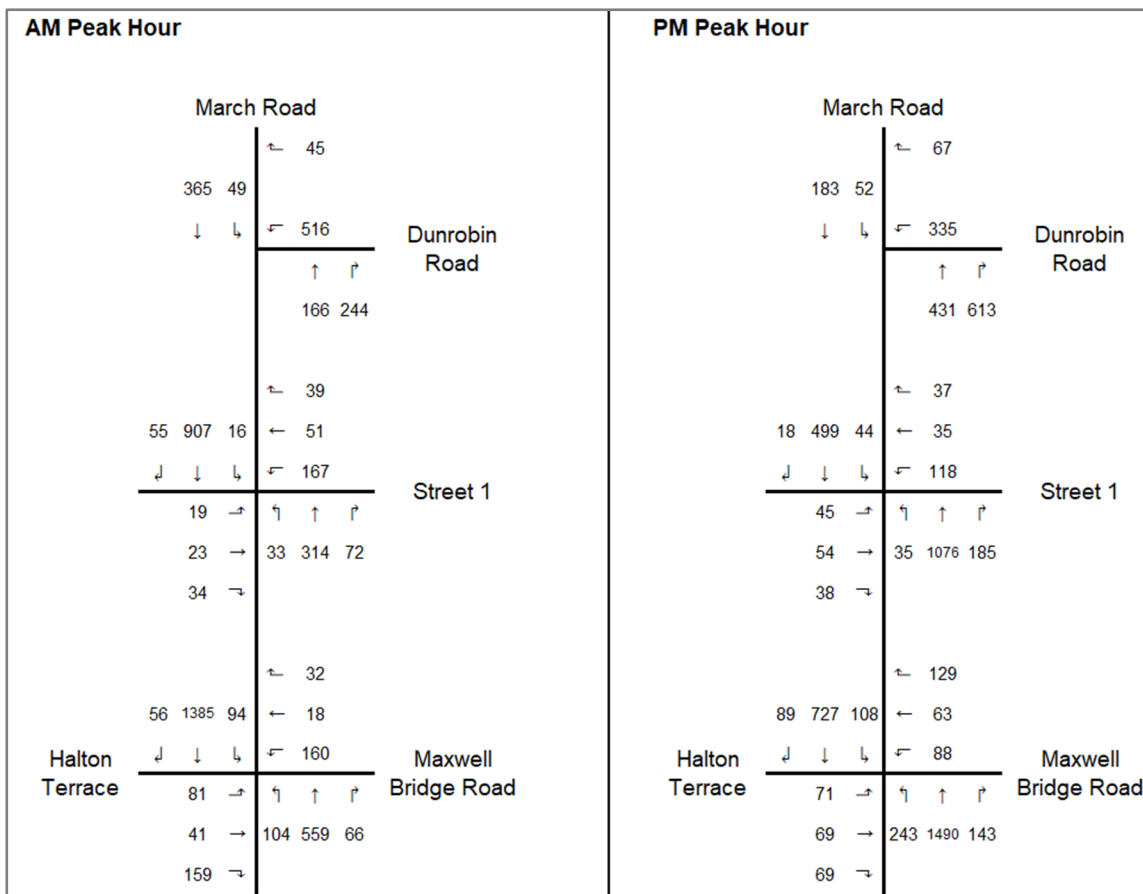 AM Peak Hour
March Road
↰ 45
365 49
↓ ↳ ↰ 516
Dunrobin
Road
↑ ↱
166 244
↰ 39
55 907 16 ← 51
↲ ↓ ↳ ↰ 167
Street 1
19 ⬏ ↰ ↑ ↱
23 → 33 314 72
34 ⬎
↰ 32
56 1385 94 ← 18
↲ ↓ ↳ ↰ 160
Halton
Terrace
Maxwell
Bridge Road
81 ⬏ ↰ ↑ ↱
41 → 104 559 66
159 ⬎
PM Peak Hour
March Road
↰ 67
183 52
↓ ↳ ↰ 335
Dunrobin
Road
↑ ↱
431 613
↰ 37
18 499 44 ← 35
↲ ↓ ↳ ↰ 118
Street 1
45 ⬏ ↰ ↑ ↱
54 → 35 1076 185
38 ⬎
↰ 129
89 727 108 ← 63
↲ ↓ ↳ ↰ 88
Halton
Terrace
Maxwell
Bridge Road
71 ⬏ ↰ ↑ ↱
69 → 243 1490 143
69 ⬎